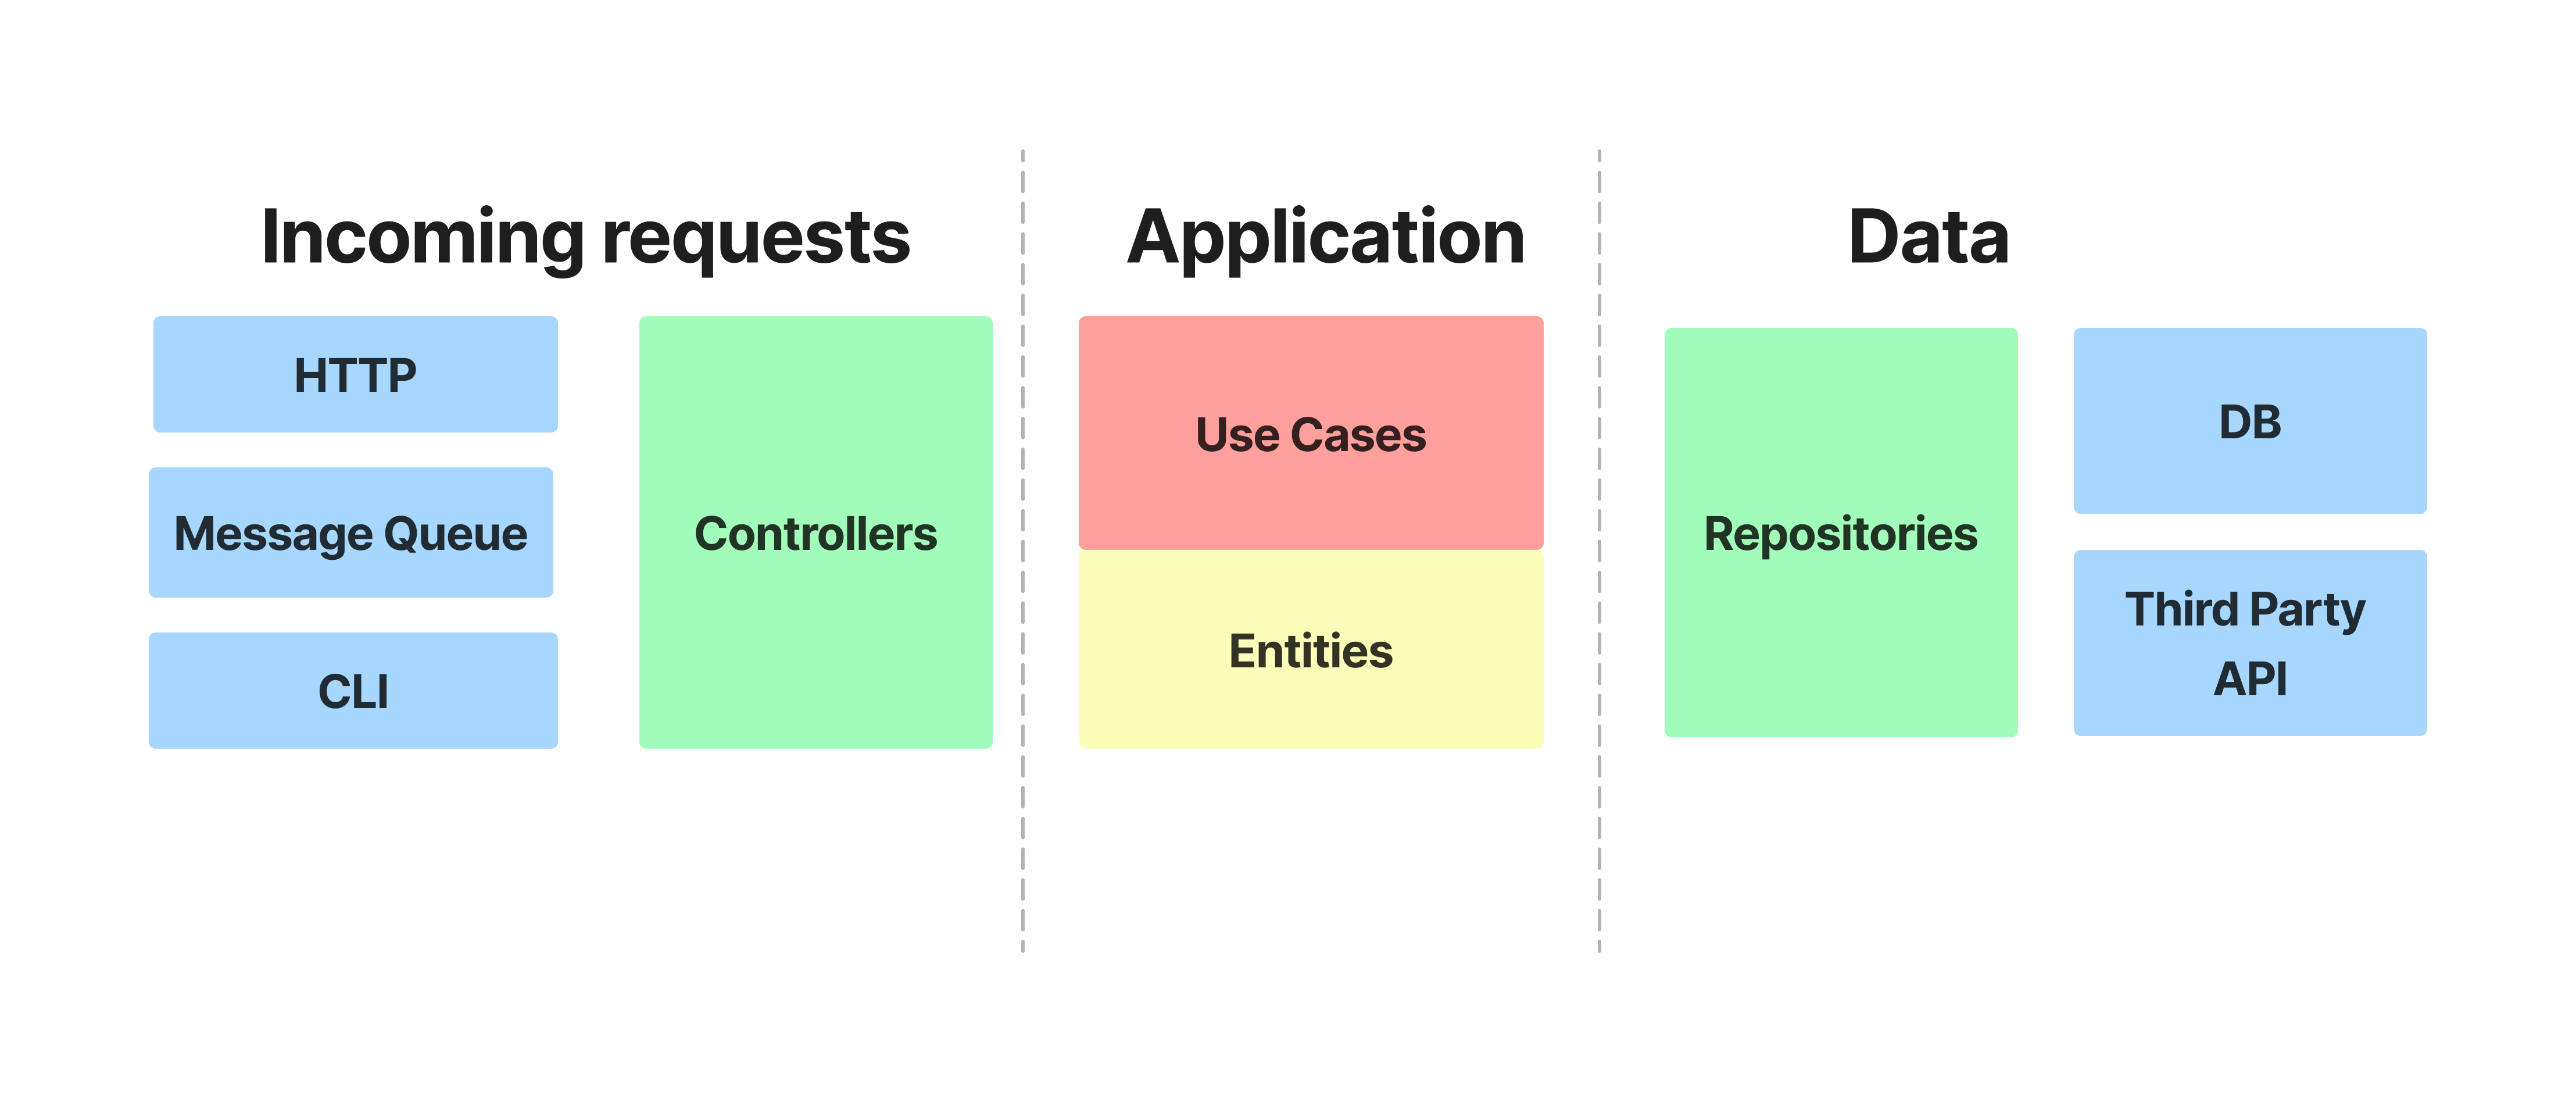 Incoming requests
HTTP
Message Queue
CLI
Controllers
Application
Use Cases
Entities
Data
Repositories
DB
Third Party
API